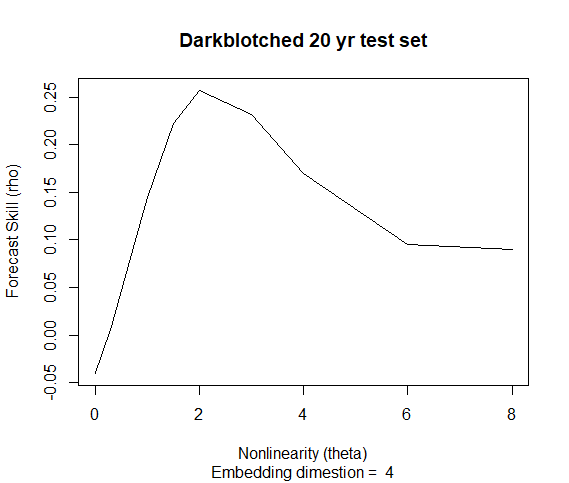 Darkblotched 20 yr test set
Forecast Skill (rho)
0.25
0.20
0.15
0.10
0.05
0.00
-0.05
0 2 4 6 8
Nonlinearity (theta)
Embedding dimestion = 4